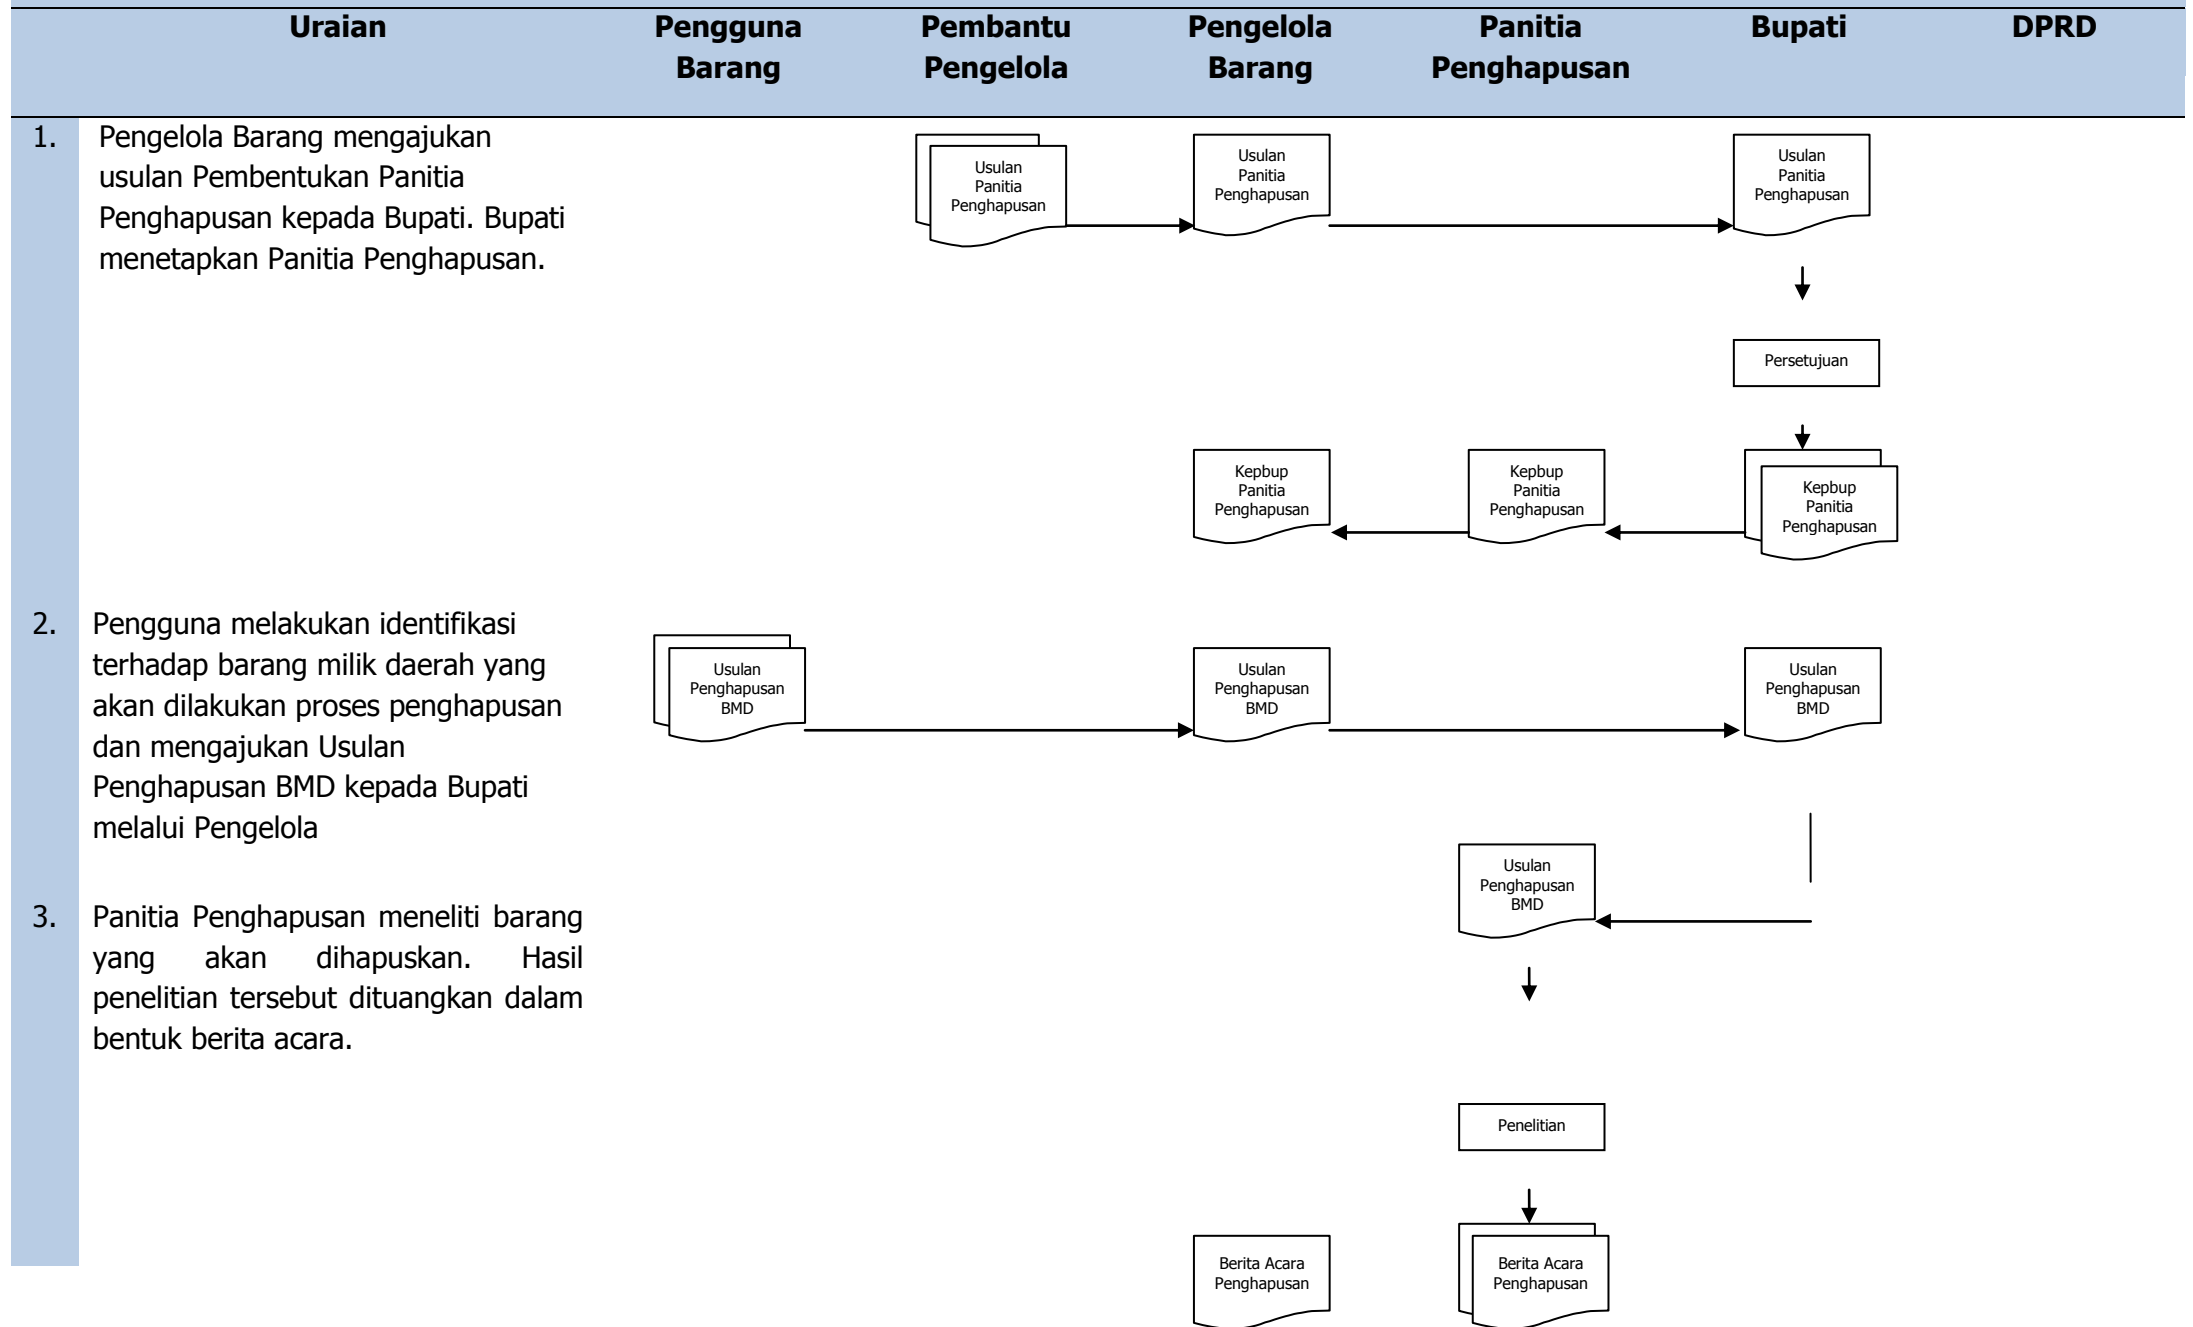 Uraian
Pengguna
Barang
Pembantu
Pengelola
Pengelola
Barang
Panitia
Penghapusan
Bupati
DPRD
1. Pengelola Barang mengajukan
usulan Pembentukan Panitia
Penghapusan kepada Bupati. Bupati
menetapkan Panitia Penghapusan.
Usulan
Panitia
Penghapusan
Usulan
Panitia
Penghapusan
Usulan
Panitia
Penghapusan
Persetujuan
Kepbup
Panitia
Penghapusan
Kepbup
Panitia
Penghapusan
Kepbup
Panitia
Penghapusan
2. Pengguna melakukan identifikasi
terhadap barang milik daerah yang
akan dilakukan proses penghapusan
dan mengajukan Usulan
Penghapusan BMD kepada Bupati
melalui Pengelola
Usulan
Penghapusan
BMD
Usulan
Penghapusan
BMD
Usulan
Penghapusan
BMD
Usulan
Penghapusan
BMD
3. Panitia Penghapusan meneliti barang
yang akan dihapuskan. Hasil
penelitian tersebut dituangkan dalam
bentuk berita acara.
Penelitian
Berita Acara
Penghapusan
Berita Acara
Penghapusan